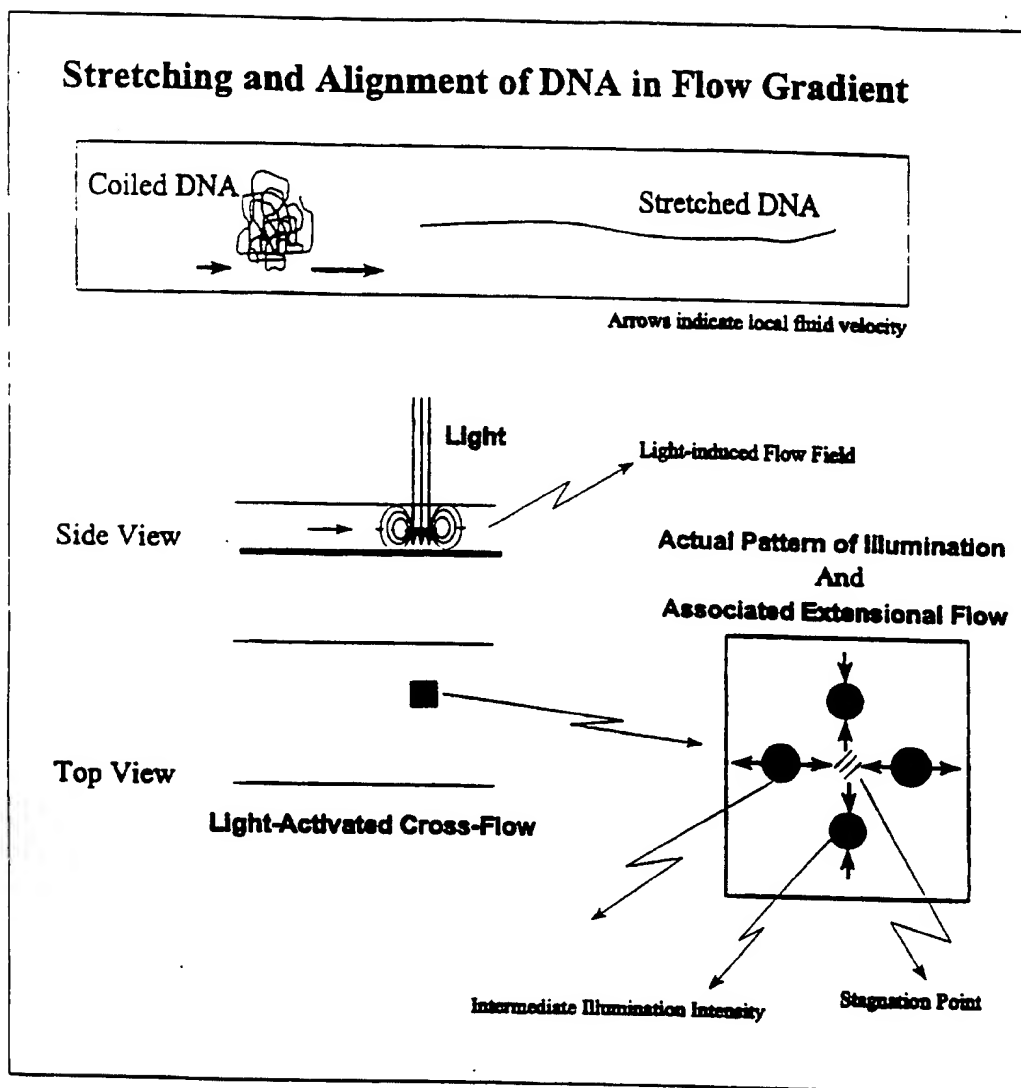 Stretching and Alignment of DNA in Flow Gradient
Coiled DNA
Stretched DNA
Arrows indicate local fluid velocity
Light
Light-induced Flow Field
Side View
Actual Pattern of Illumination
And
Associated Extensional Flow
Top View
Light-Activated Cross-Flow
Intermediate Illumination Intensity
Stagnation Point